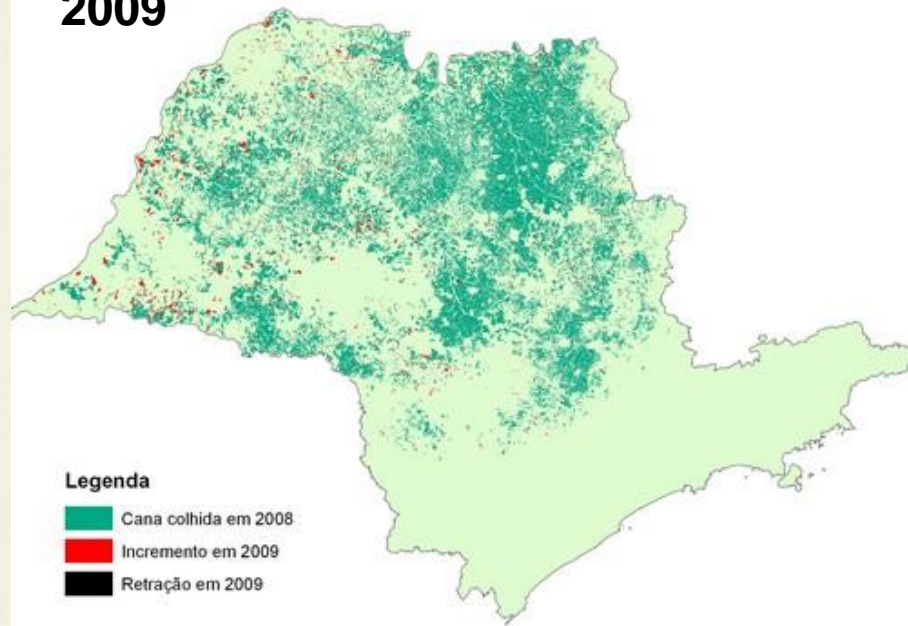 2009
Legenda
Cana colhida em 2008
Incremento em 2009
Retração em 2009